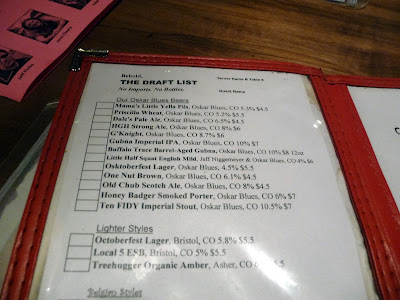 Behold,
THE DRAFT LIST
No Imports. No Bottles.
Server Name & Table #
Guest Name
Our Oskar Blues Beers
Mama's Little Yella Pils, Oskar Blues, CO 5.3% $4.5
Priscilla Wheat, Oskar Blues, CO 5.2% $5.5
Dale's Pale Ale, Oskar Blues, CO 6.5% $4.5
HGH Strong Ale, Oskar Blues, CO 8% $6
G'Knight, Oskar Blues, CO 8.7% $6
Gubna Imperial IPA, Oskar Blues, CO 10% $7
Buffalo Trace Barrel-Aged Gubna, Oskar Blues, CO 10% $8 12oz
Little Half Squat English Mild, Jeff Niggemeyer & Oskar Blues, CO 4% $6
Osktoberfest Lager, Oskar Blues, 4.5% $5.5
One Nut Brown, Oskar Blues, CO 6.1% $4.5
Old Chub Scotch Ale, Oskar Blues, CO 8% $4.5
Honey Badger Smoked Porter, Oskar Blues, CO 6% $7
Ten FIDY Imperial Stout, Oskar Blues, CO 10.5% $7
Lighter Styles
Octoberfest Lager, Bristol, CO 5.8% $5.5
Local 5 ESB, Bristol, CO 5% $5.5
Treehugger Organic Amber, Asher, CO $5.5
Belgian Styles